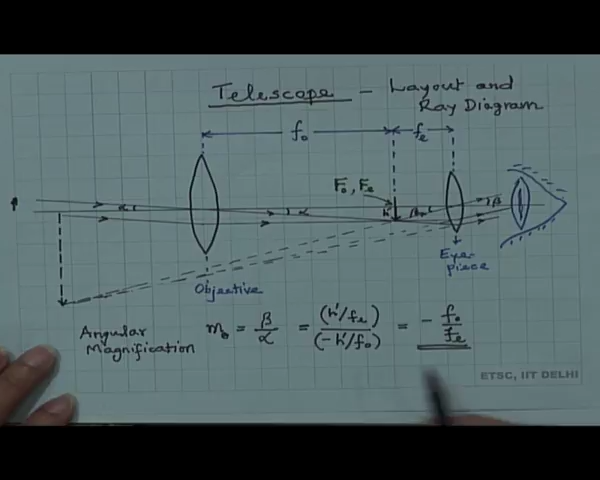 Telescope - Layout and
Ray Diagram
f₀ fₑ
F₀, Fₑ
α α h' β β
Eye-
piece
Objective
Angular
Magnification
m_θ = β/α = (h'/fₑ)/(-h'/f₀) = - f₀/fₑ
ETSC, IIT DELHI